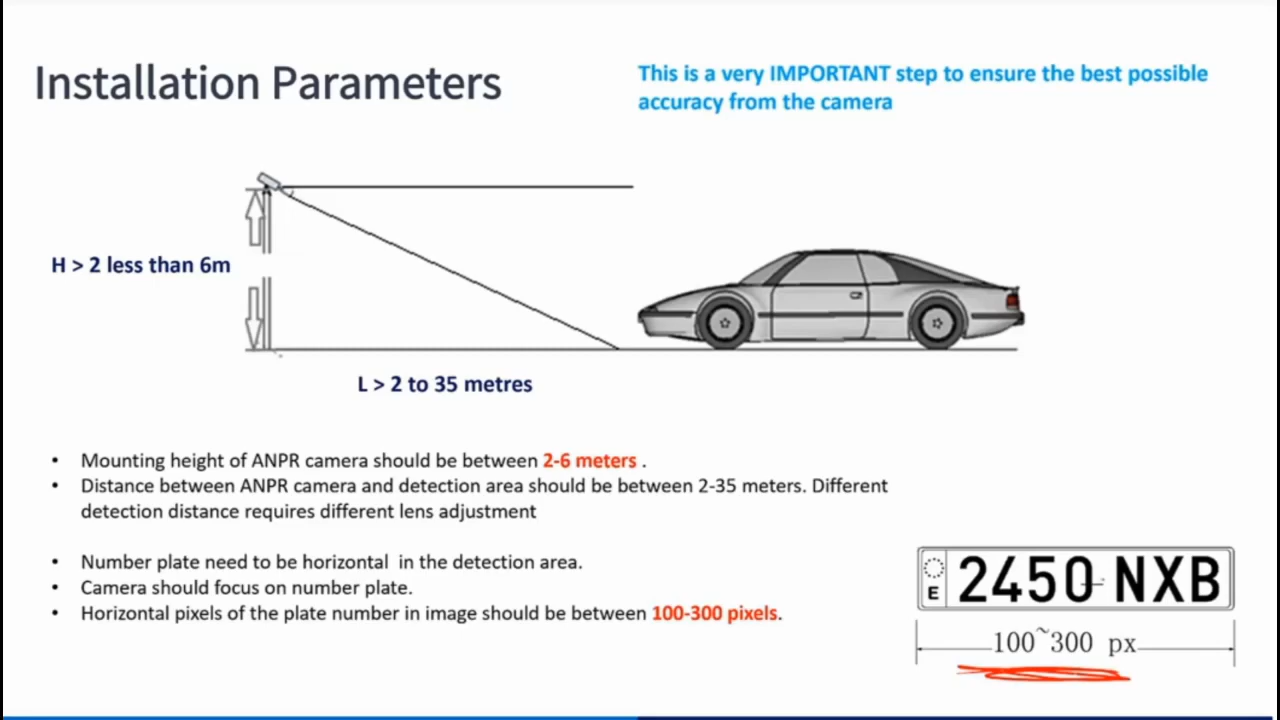 Installation Parameters
This is a very IMPORTANT step to ensure the best possible
accuracy from the camera
H > 2 less than 6m
L > 2 to 35 metres
• Mounting height of ANPR camera should be between 2-6 meters .
• Distance between ANPR camera and detection area should be between 2-35 meters. Different
detection distance requires different lens adjustment
• Number plate need to be horizontal  in the detection area.
• Camera should focus on number plate.
• Horizontal pixels of the plate number in image should be between 100-300 pixels.
E 2450 NXB
100~300 px